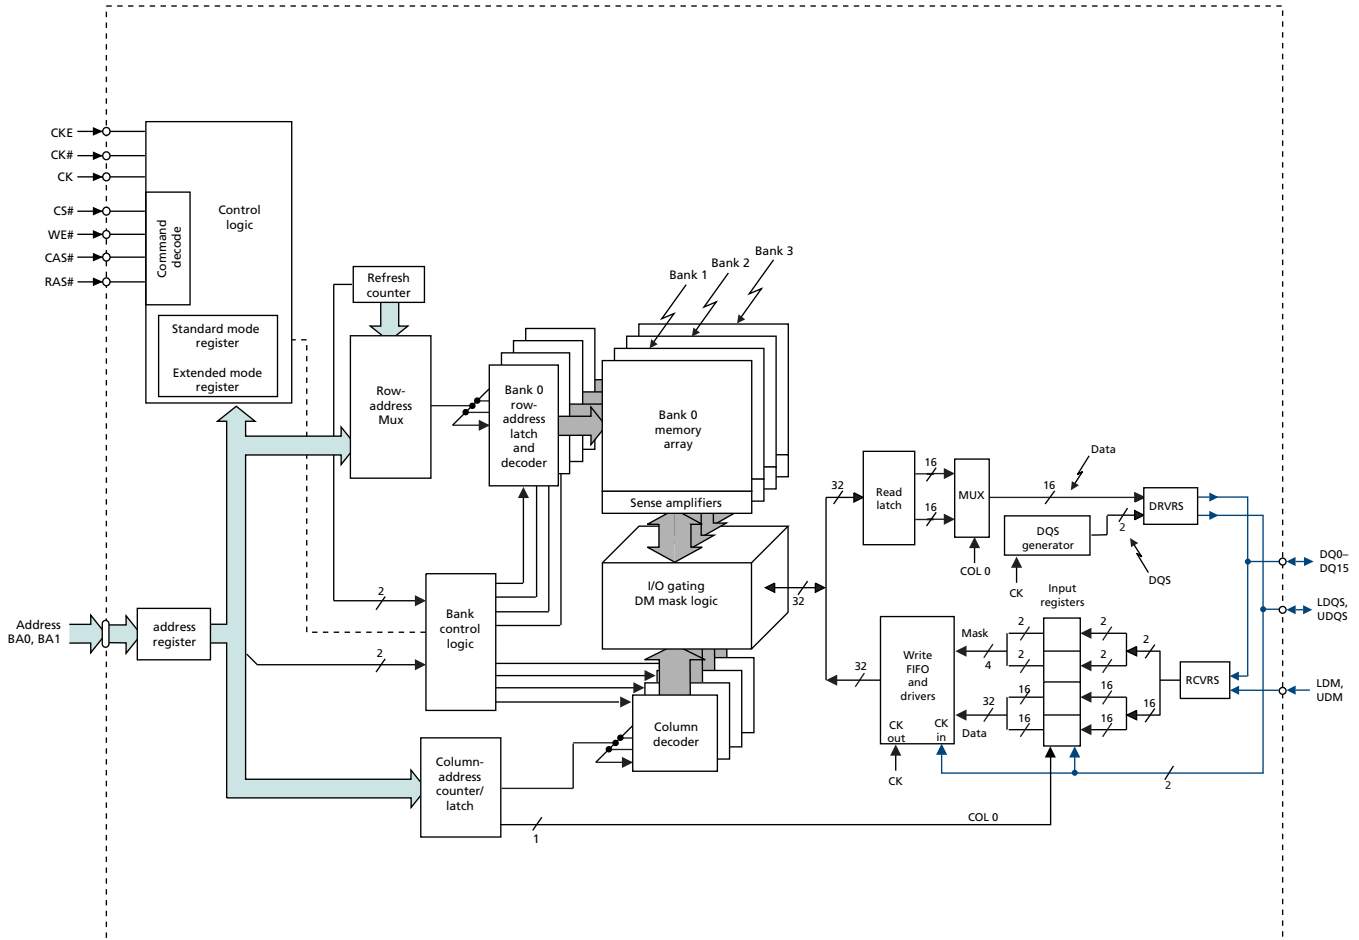 CKE
CK#
CK
CS#
WE#
CAS#
RAS#
Command
decode
Control
logic
Standard mode
register
Extended mode
register
Refresh
counter
Row-
address
Mux
Bank 0
row-
address
latch
and
decoder
Bank 1
Bank 2
Bank 3
Bank 0
memory
array
Sense amplifiers
I/O gating
DM mask logic
Address
BA0, BA1
address
register
2
2
Bank
control
logic
Column
decoder
Column-
address
counter/
latch
1
COL 0
32
32
32
Read
latch
16
16
MUX
COL 0
16
Data
DQS
generator
CK
2
DQS
DRVRS
DQ0–
DQ15
LDQS,
UDQS
LDM,
UDM
Input
registers
Write
FIFO
and
drivers
CK
out
CK
in
CK
Mask
4
32
Data
2
2
16
16
2
2
16
16
2
16
RCVRS
2